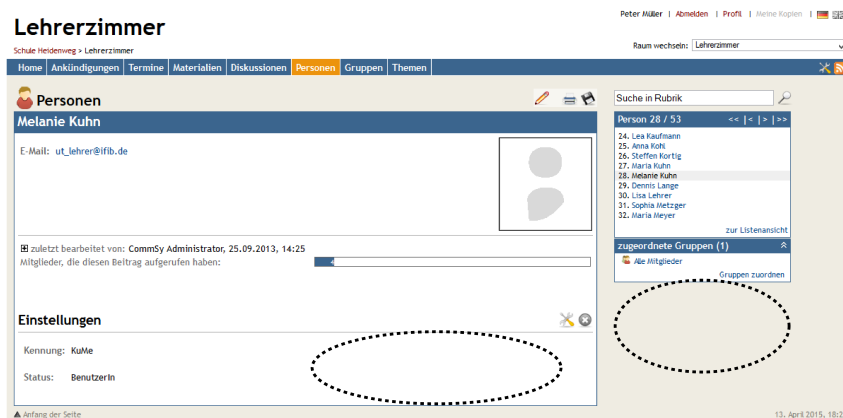 Peter Müller | Abmelden | Profil | Meine Kopien |
Lehrerzimmer
Schule Heidenweg > Lehrerzimmer
Raum wechseln: Lehrerzimmer
Home Ankündigungen Termine Materialien Diskussionen Personen Gruppen Themen
Personen
Suche in Rubrik
Melanie Kuhn
Person 28 / 53 << | < | > | >>
E-Mail: ut_lehrer@ifib.de
24. Lea Kaufmann
25. Anna Kohl
26. Steffen Kortig
27. Maria Kuhn
28. Melanie Kuhn
29. Dennis Lange
30. Lisa Lehrer
31. Sophia Metzger
32. Maria Meyer
zur Listenansicht
zugeordnete Gruppen (1)
Alle Mitglieder
Gruppen zuordnen
zuletzt bearbeitet von: CommSy Administrator, 25.09.2013, 14:25
Mitglieder, die diesen Beitrag aufgerufen haben:
Einstellungen
Kennung: KuMe
Status: BenutzerIn
Anfang der Seite
13. April 2015, 18:2